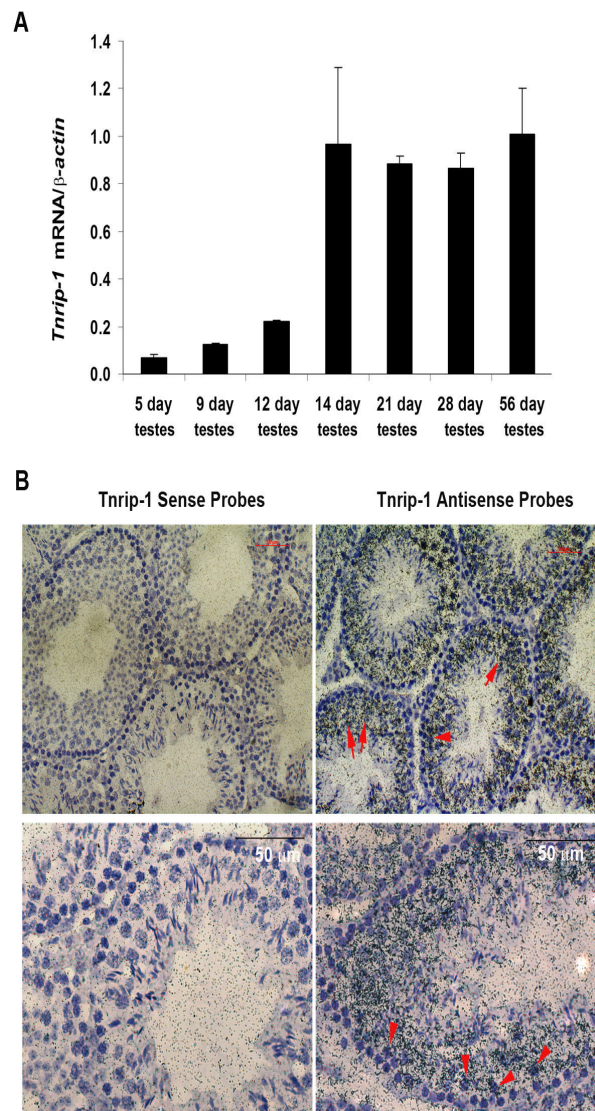 A
Tnrip-1 mRNA/β-actin
1.4
1.2
1.0
0.8
0.6
0.4
0.2
0.0
5 day testes
9 day testes
12 day testes
14 day testes
21 day testes
28 day testes
56 day testes
B
Tnrip-1 Sense Probes
Tnrip-1 Antisense Probes
50 µm
50 µm